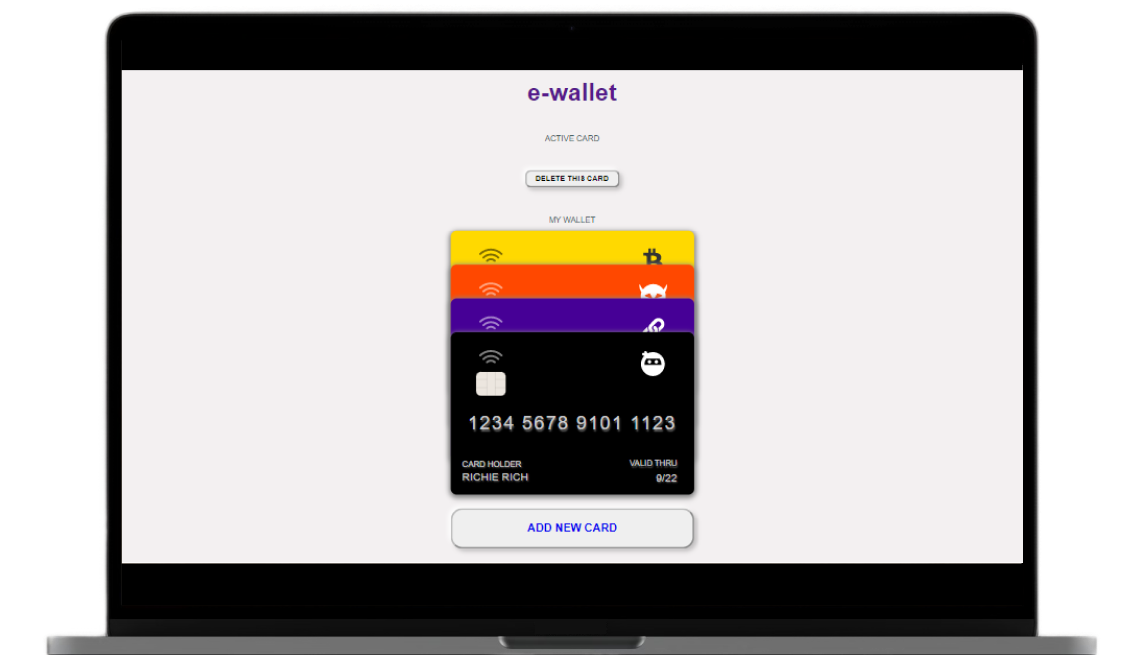 e-wallet
ACTIVE CARD
DELETE THIS CARD
MY WALLET
1234 5678 9101 1123
CARD HOLDER VALID THRU
RICHIE RICH 9/22
ADD NEW CARD